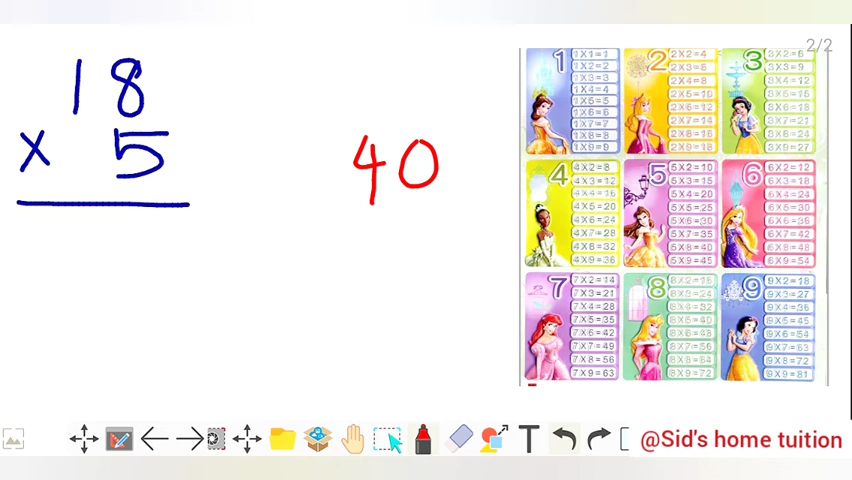 2/2
18
× 5
40
1
1X1=1
1X2=2
1X3=3
1X4=4
1X5=5
1X6=6
1X7=7
1X8=8
1X9=9
2
2X2=4
2X3=6
2X4=8
2X5=10
2X6=12
2X7=14
2X8=16
2X9=18
3
3X2=6
3X3=9
3X4=12
3X5=15
3X6=18
3X7=21
3X8=24
3X9=27
4
4X2=8
4X3=12
4X4=16
4X5=20
4X6=24
4X7=28
4X8=32
4X9=36
5
5X2=10
5X3=15
5X4=20
5X5=25
5X6=30
5X7=35
5X8=40
5X9=45
6
6X2=12
6X3=18
6X4=24
6X5=30
6X6=36
6X7=42
6X8=48
6X9=54
7
7X2=14
7X3=21
7X4=28
7X5=35
7X6=42
7X7=49
7X8=56
7X9=63
8
8X2=16
8X3=24
8X4=32
8X5=40
8X6=48
8X7=56
8X8=64
8X9=72
9
9X2=18
9X3=27
9X4=36
9X5=45
9X6=54
9X7=63
9X8=72
9X9=81
T
@Sid's home tuition